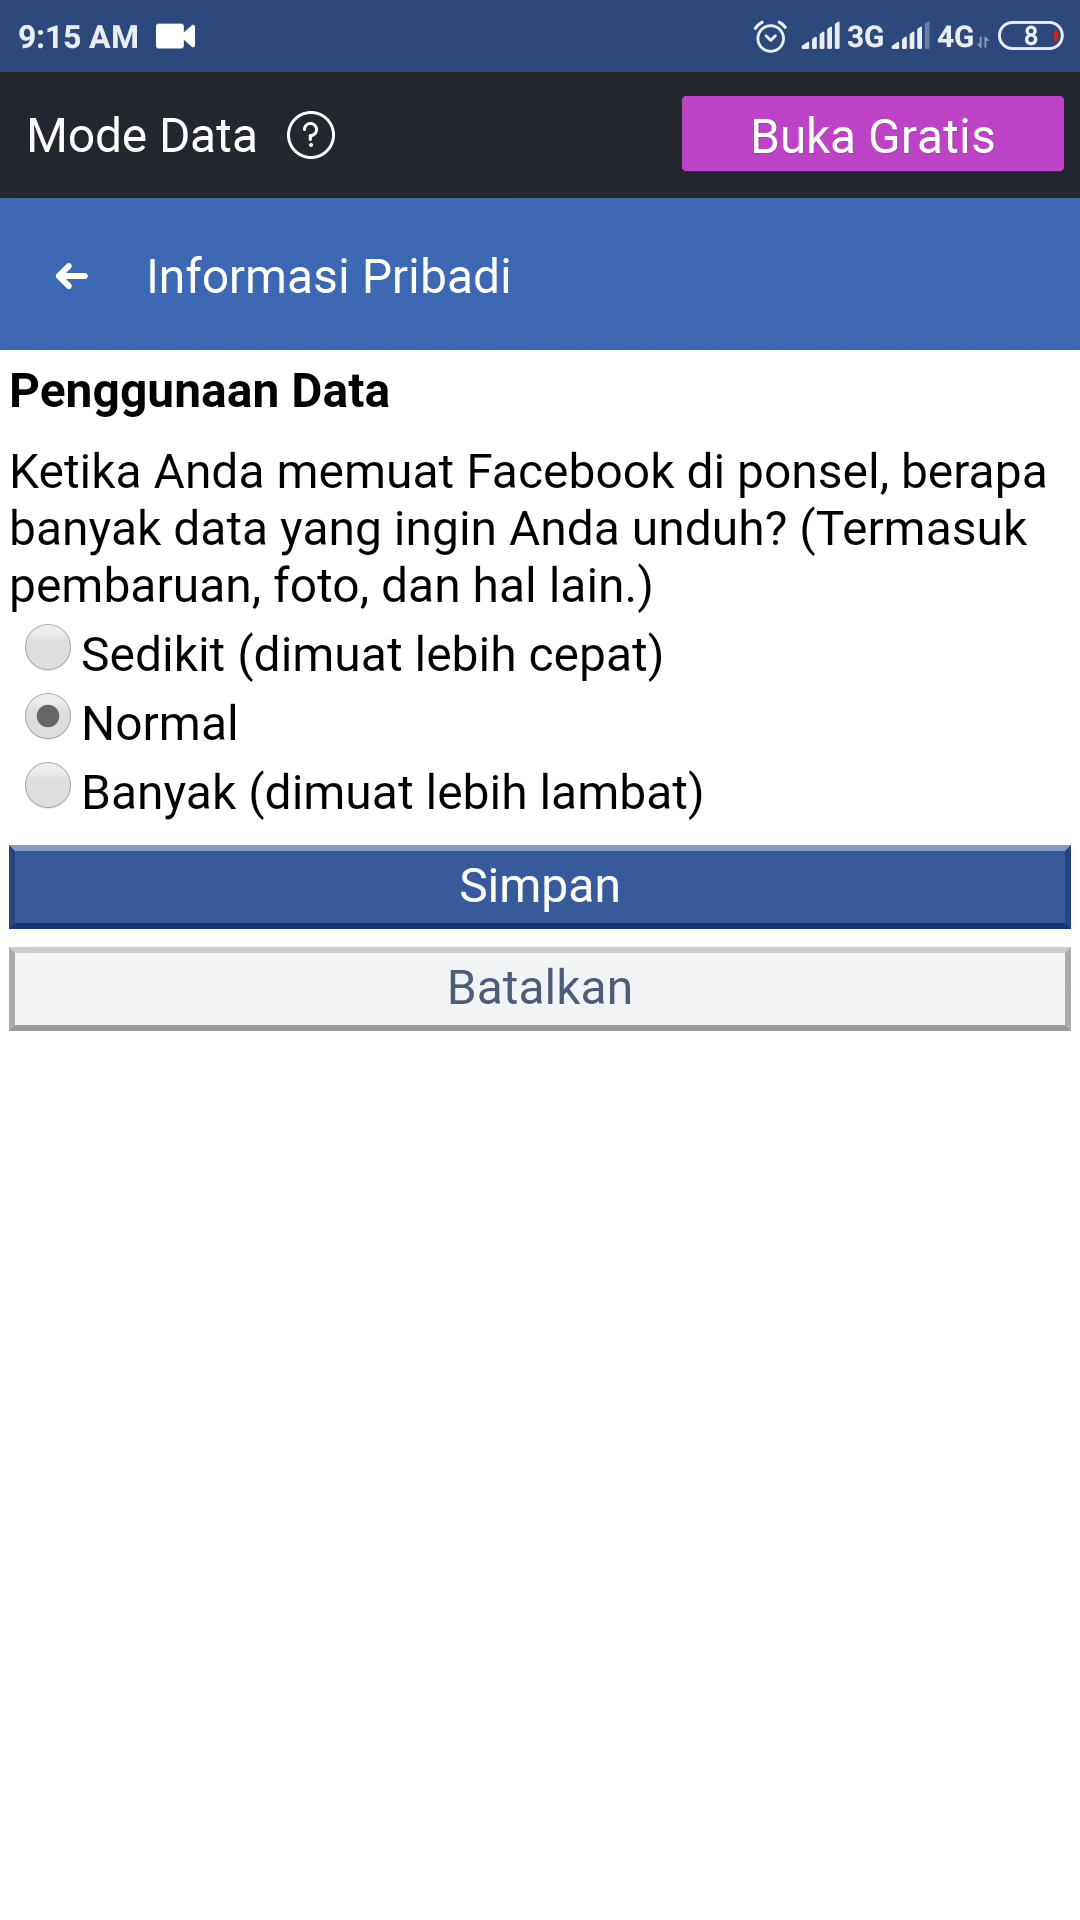 9:15 AM 3G 4G 8
Mode Data ? Buka Gratis
Informasi Pribadi
Penggunaan Data
Ketika Anda memuat Facebook di ponsel, berapa
banyak data yang ingin Anda unduh? (Termasuk
pembaruan, foto, dan hal lain.)
Sedikit (dimuat lebih cepat)
Normal
Banyak (dimuat lebih lambat)
Simpan
Batalkan